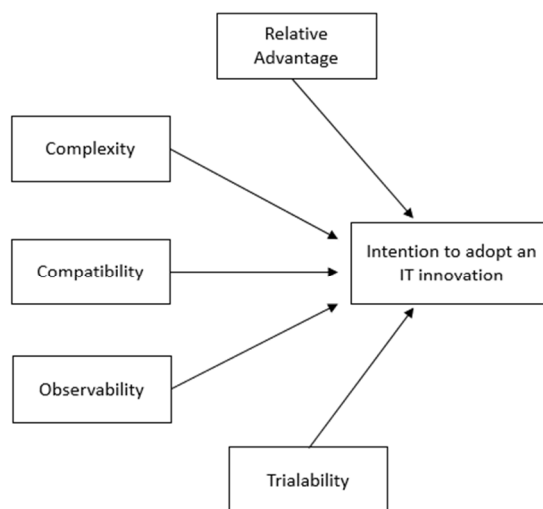 Relative
Advantage
Complexity
Compatibility
Intention to adopt an
IT innovation
Observability
Trialability